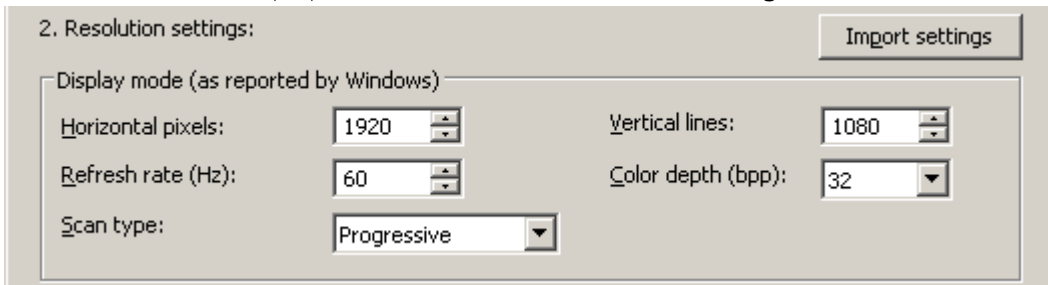 2. Resolution settings:
Import settings
Display mode (as reported by Windows)
Horizontal pixels: 1920 Vertical lines: 1080
Refresh rate (Hz): 60 Color depth (bpp): 32
Scan type: Progressive